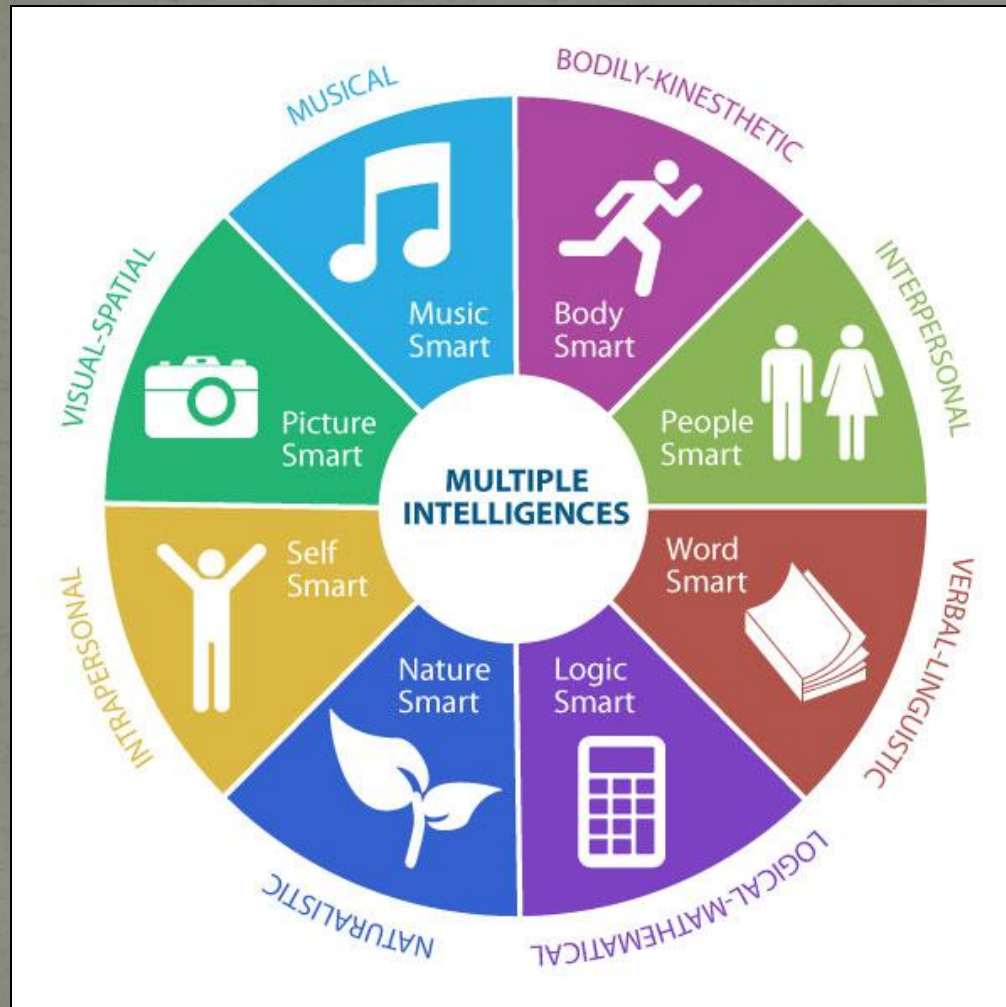 MUSICAL
BODILY-KINESTHETIC
VISUAL-SPATIAL
INTERPERSONAL
Music
Smart
Body
Smart
Picture
Smart
People
Smart
MULTIPLE
INTELLIGENCES
Self
Smart
Word
Smart
Nature
Smart
Logic
Smart
INTRAPERSONAL
VERBAL-LINGUISTIC
NATURALISTIC
LOGICAL-MATHEMATICAL